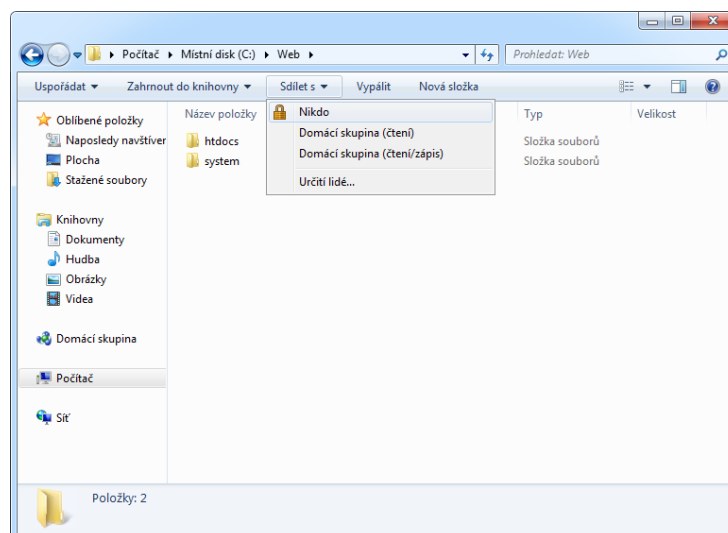 Počítač Místní disk (C:) Web Prohledat: Web
Uspořádat Zahrnout do knihovny Sdílet s Vypálit Nová složka
Oblíbené položky
Naposledy navštíver
Plocha
Stažené soubory
Knihovny
Dokumenty
Hudba
Obrázky
Videa
Domácí skupina
Počítač
Síť
Název položky Typ Velikost
htdocs Složka souborů
system Složka souborů
Nikdo
Domácí skupina (čtení)
Domácí skupina (čtení/zápis)
Určití lidé...
Položky: 2